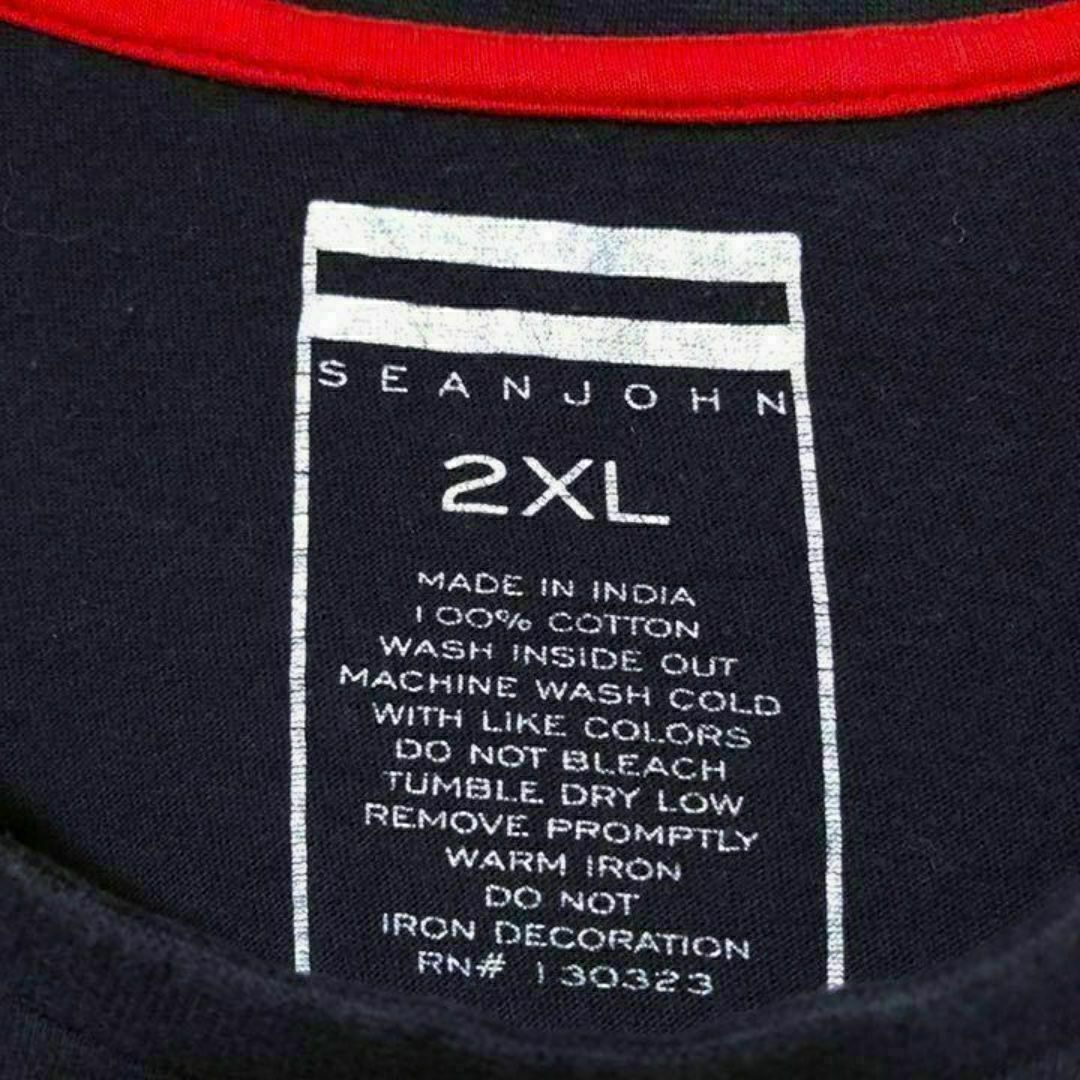 SEANJOHN
2XL
MADE IN INDIA
100% COTTON
WASH INSIDE OUT
MACHINE WASH COLD
WITH LIKE COLORS
DO NOT BLEACH
TUMBLE DRY LOW
REMOVE PROMPTLY
WARM IRON
DO NOT
IRON DECORATION
RN# 130323